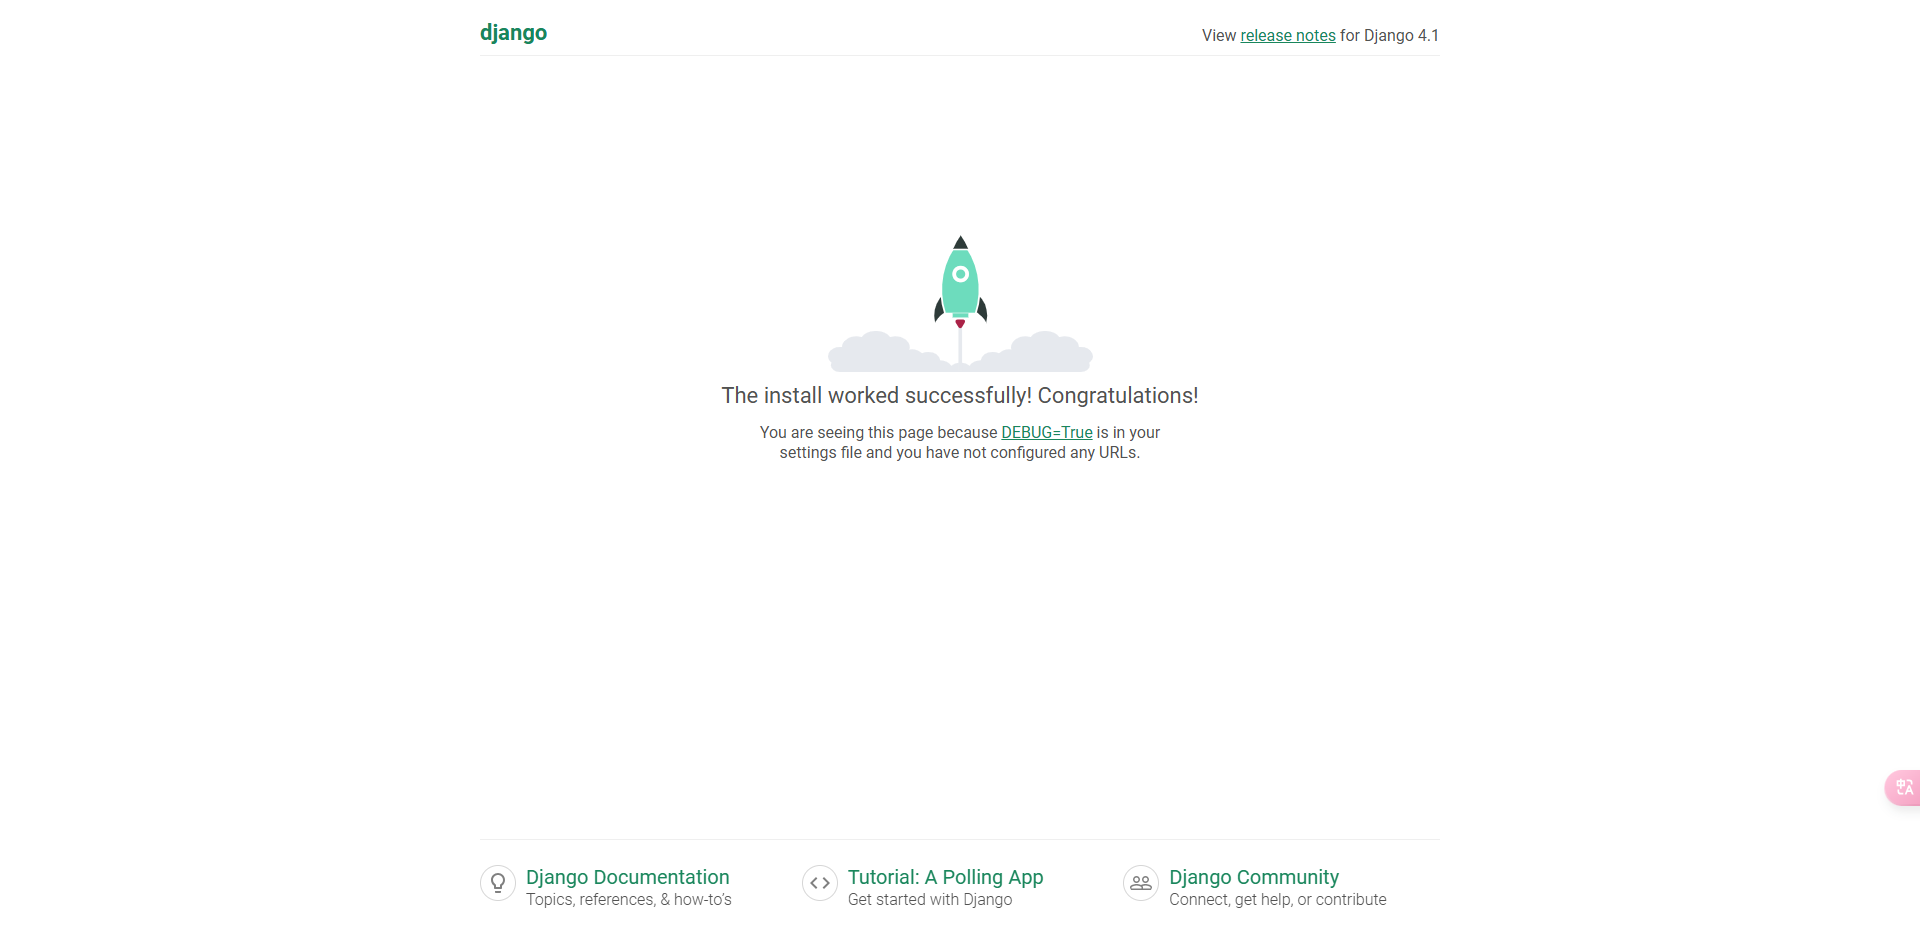 django
View release notes for Django 4.1
The install worked successfully! Congratulations!
You are seeing this page because DEBUG=True is in your
settings file and you have not configured any URLs.
Django Documentation
Topics, references, & how-to’s
Tutorial: A Polling App
Get started with Django
Django Community
Connect, get help, or contribute